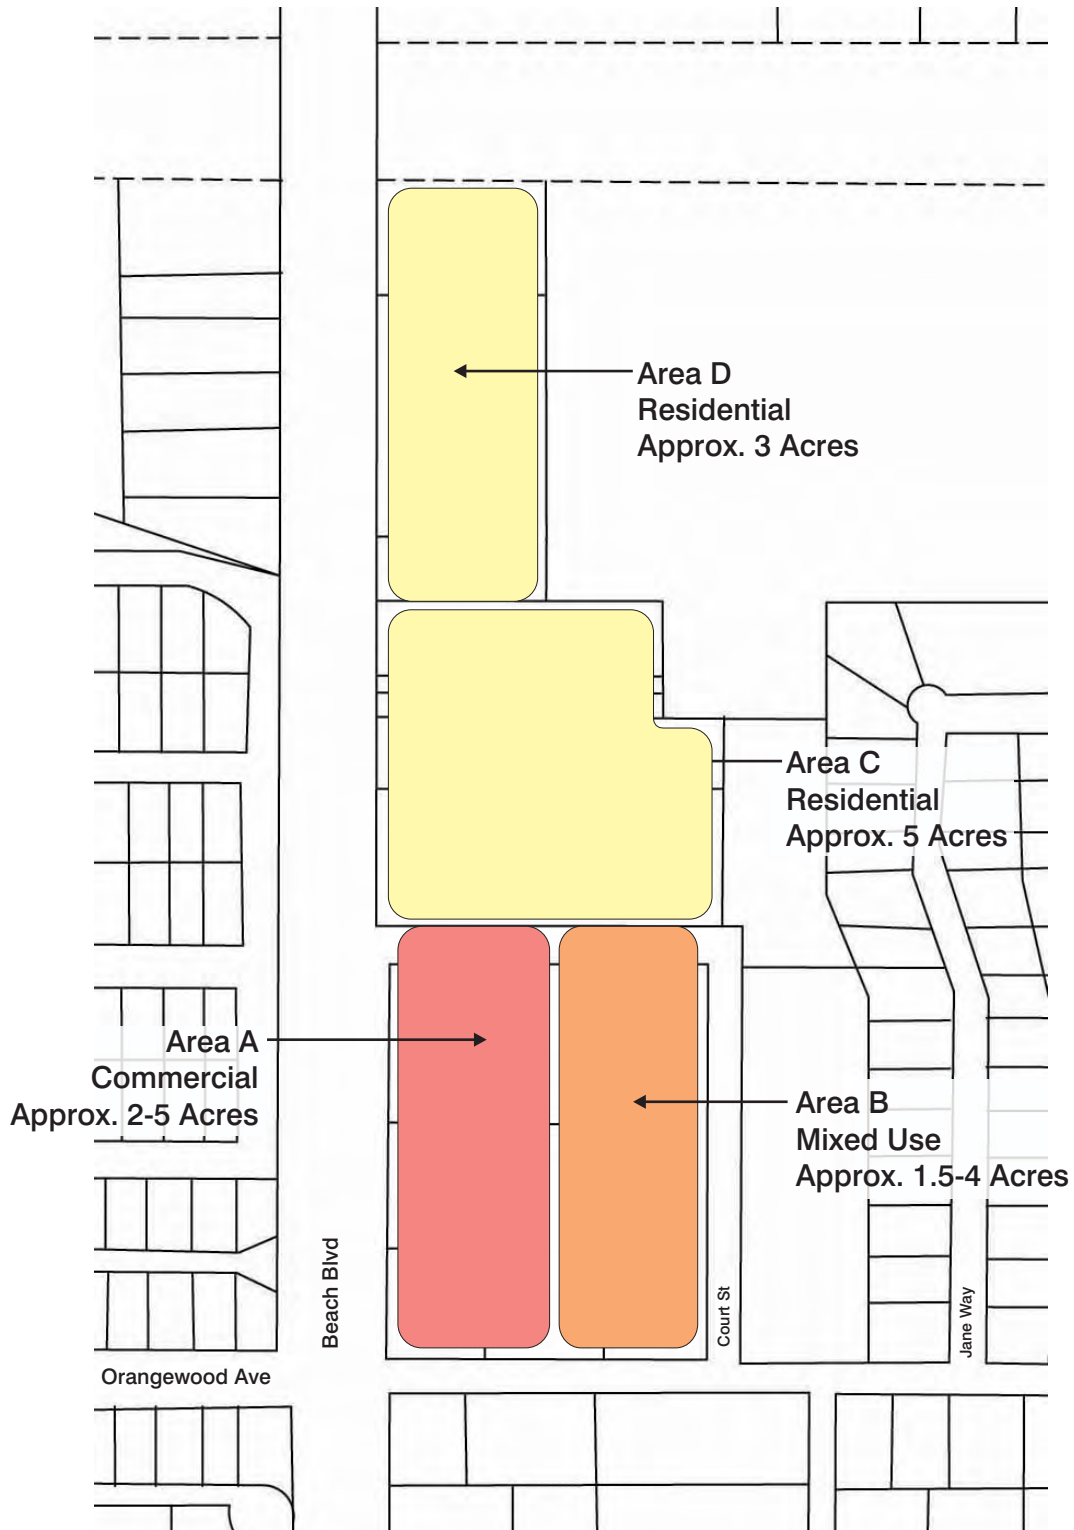 Area D
Residential
Approx. 3 Acres
Area C
Residential
Approx. 5 Acres
Area A
Commercial
Approx. 2-5 Acres
Area B
Mixed Use
Approx. 1.5-4 Acres
Beach Blvd
Court St
Jane Way
Orangewood Ave